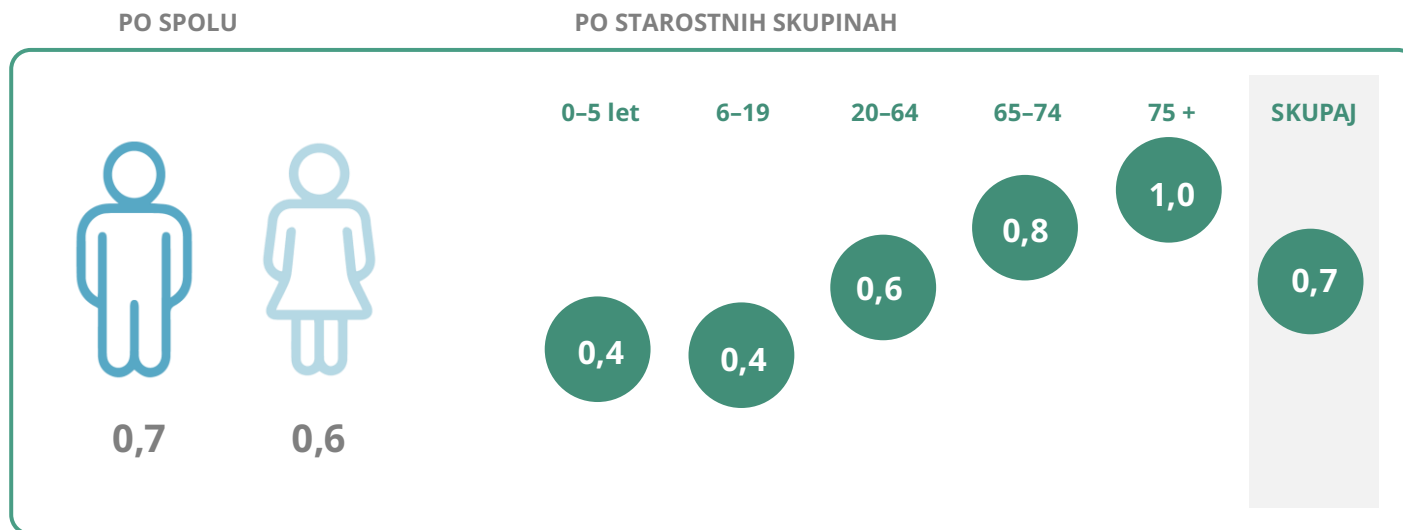 PO SPOLU
PO STAROSTNIH SKUPINAH
0–5 let 6–19 20–64 65–74 75 + SKUPAJ
0,4 0,4 0,6 0,8 1,0 0,7
0,7 0,6